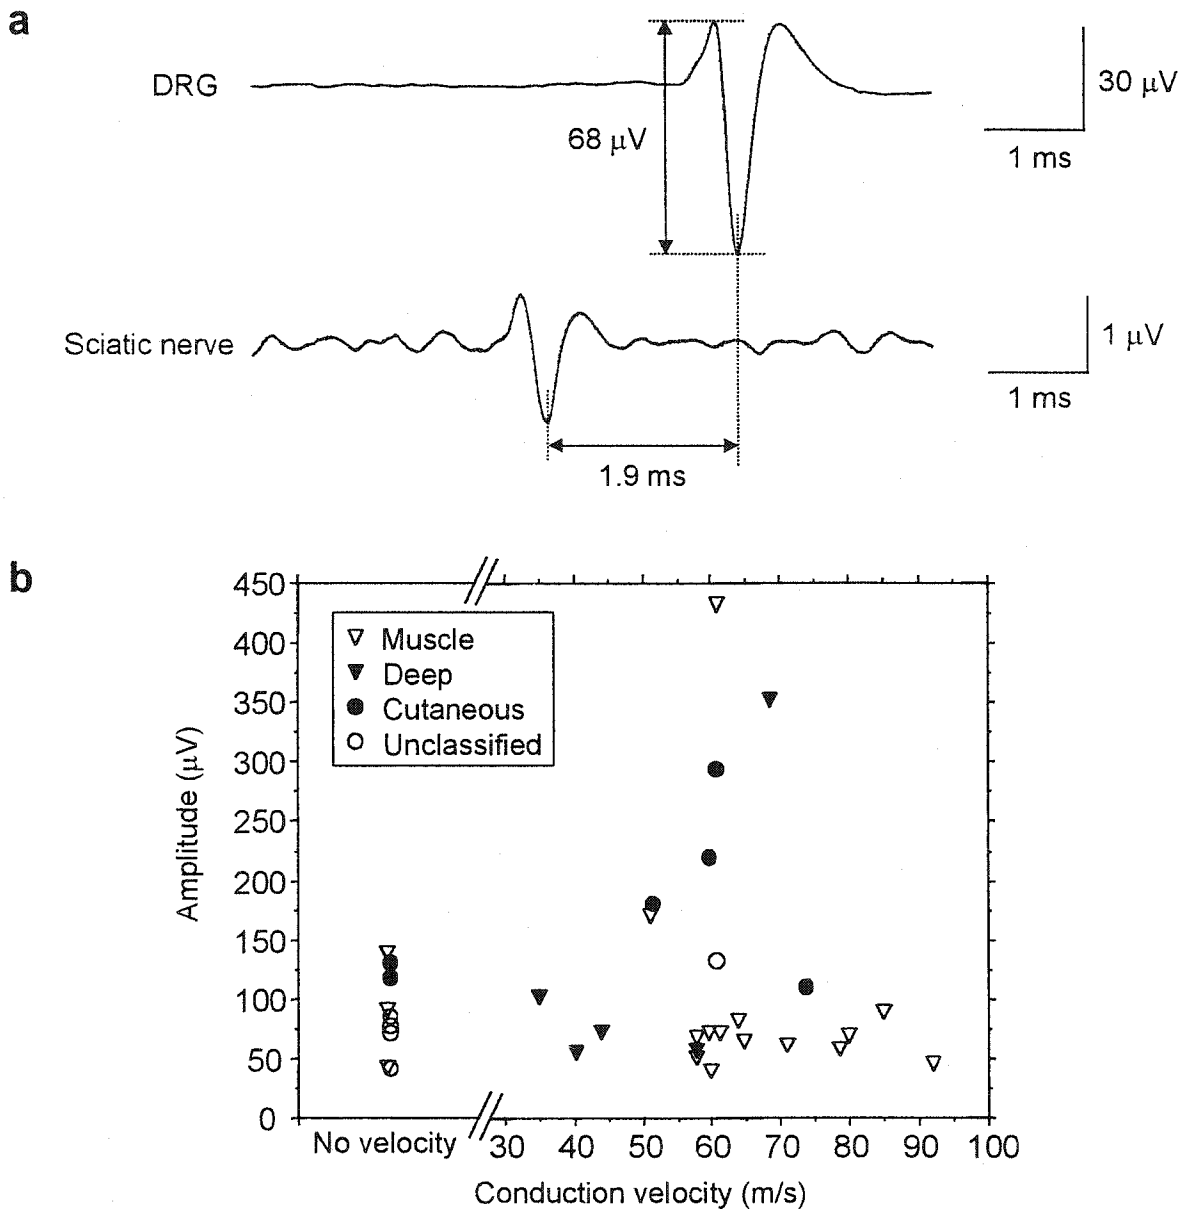 a
DRG
68 μV
30 μV
1 ms
Sciatic nerve
1 μV
1 ms
1.9 ms
b
450
400
350
300
250
200
150
100
50
0
Amplitude (μV)
Muscle
Deep
Cutaneous
Unclassified
No velocity 30 40 50 60 70 80 90 100
Conduction velocity (m/s)